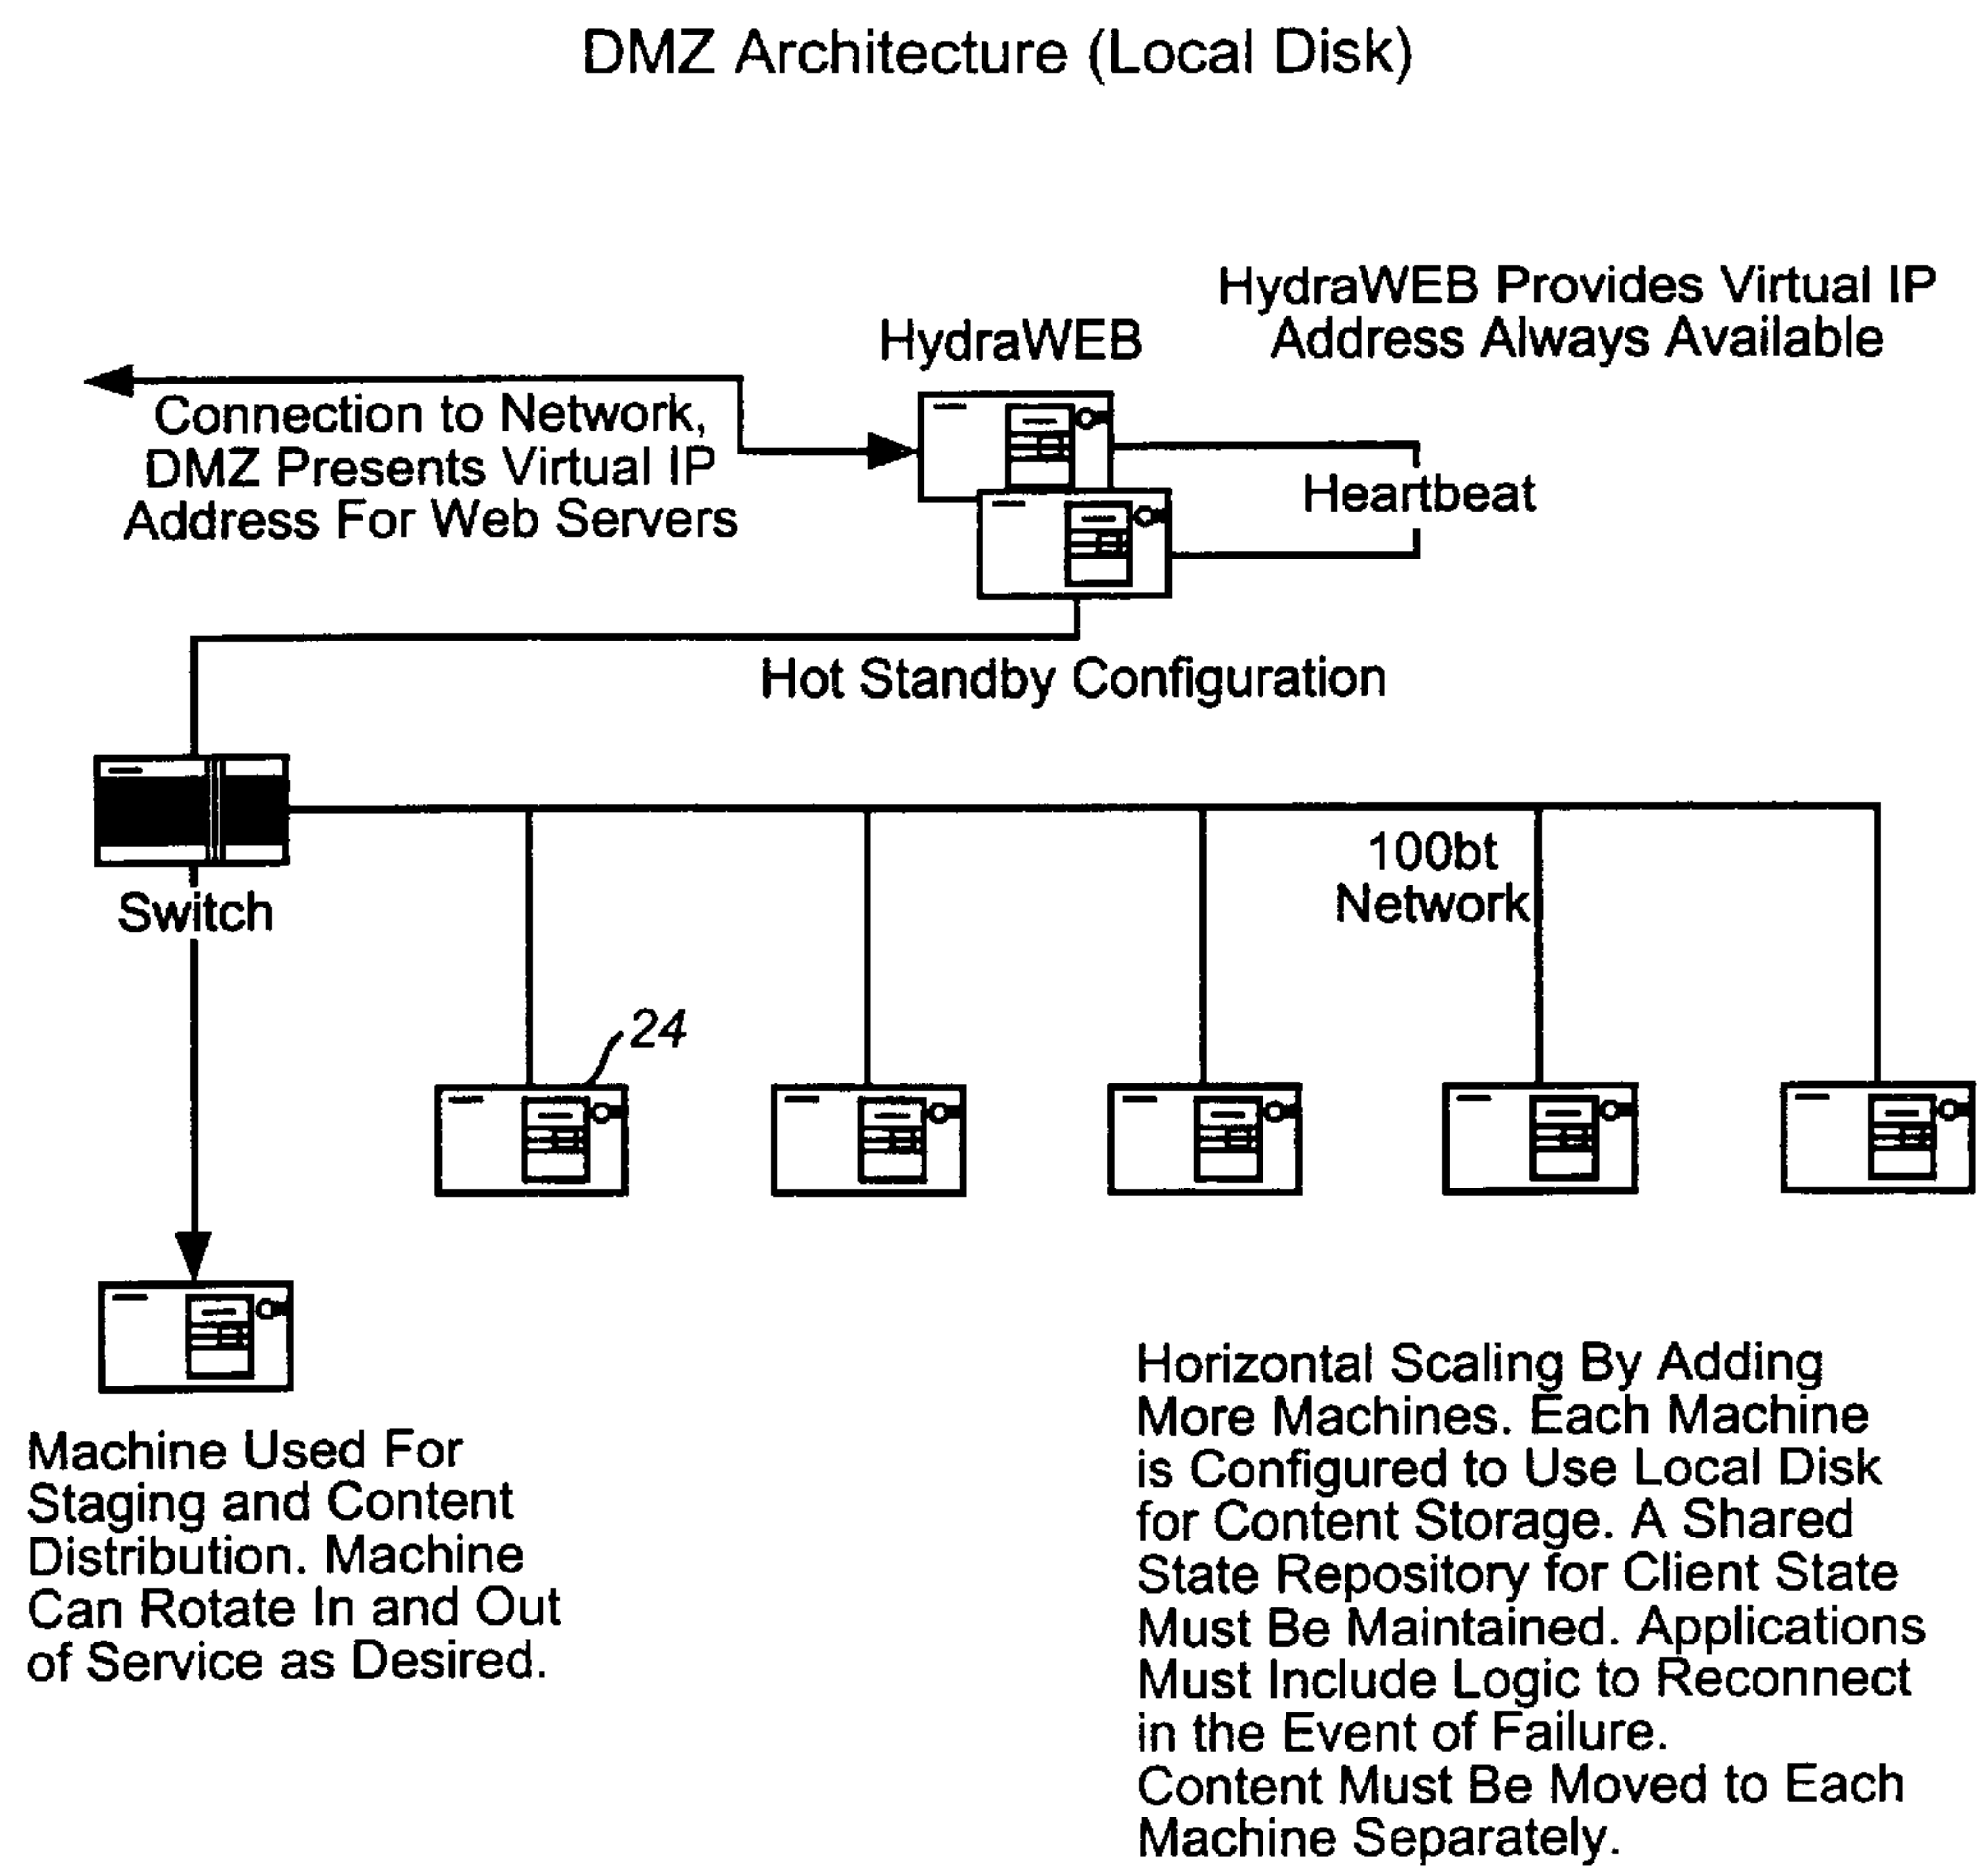 DMZ Architecture (Local Disk)
HydraWEB Provides Virtual IP
Address Always Available
HydraWEB
Connection to Network,
DMZ Presents Virtual IP
Address For Web Servers
Heartbeat
Hot Standby Configuration
100bt
Network
Switch
24
Machine Used For
Staging and Content
Distribution. Machine
Can Rotate In and Out
of Service as Desired.
Horizontal Scaling By Adding
More Machines. Each Machine
is Configured to Use Local Disk
for Content Storage. A Shared
State Repository for Client State
Must Be Maintained. Applications
Must Include Logic to Reconnect
in the Event of Failure.
Content Must Be Moved to Each
Machine Separately.